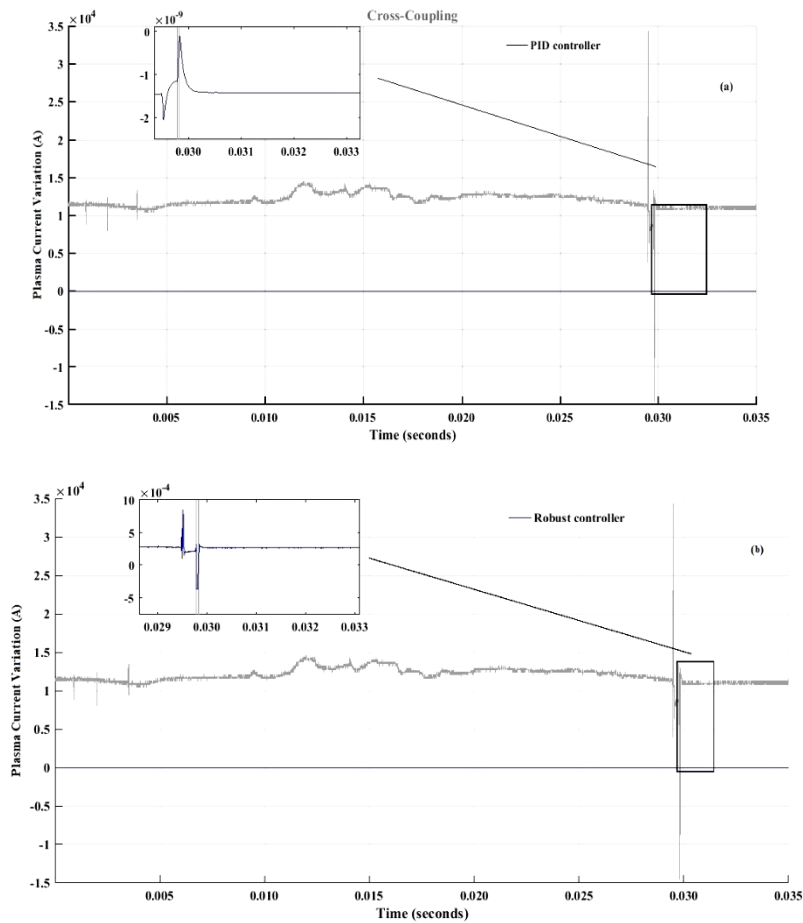 Cross-Coupling
×10⁴
3.5
3
2.5
2
1.5
1
0.5
0
-0.5
-1
-1.5
Plasma Current Variation (A)
×10⁻⁹
0
-1
-2
0.030 0.031 0.032 0.033
PID controller
(a)
0.005 0.010 0.015 0.020 0.025 0.030 0.035
Time (seconds)
×10⁴
3.5
3
2.5
2
1.5
1
0.5
0
-0.5
-1
-1.5
Plasma Current Variation (A)
×10⁻⁴
10
5
0
-5
0.029 0.030 0.031 0.032 0.033
Robust controller
(b)
0.005 0.010 0.015 0.020 0.025 0.030 0.035
Time (seconds)